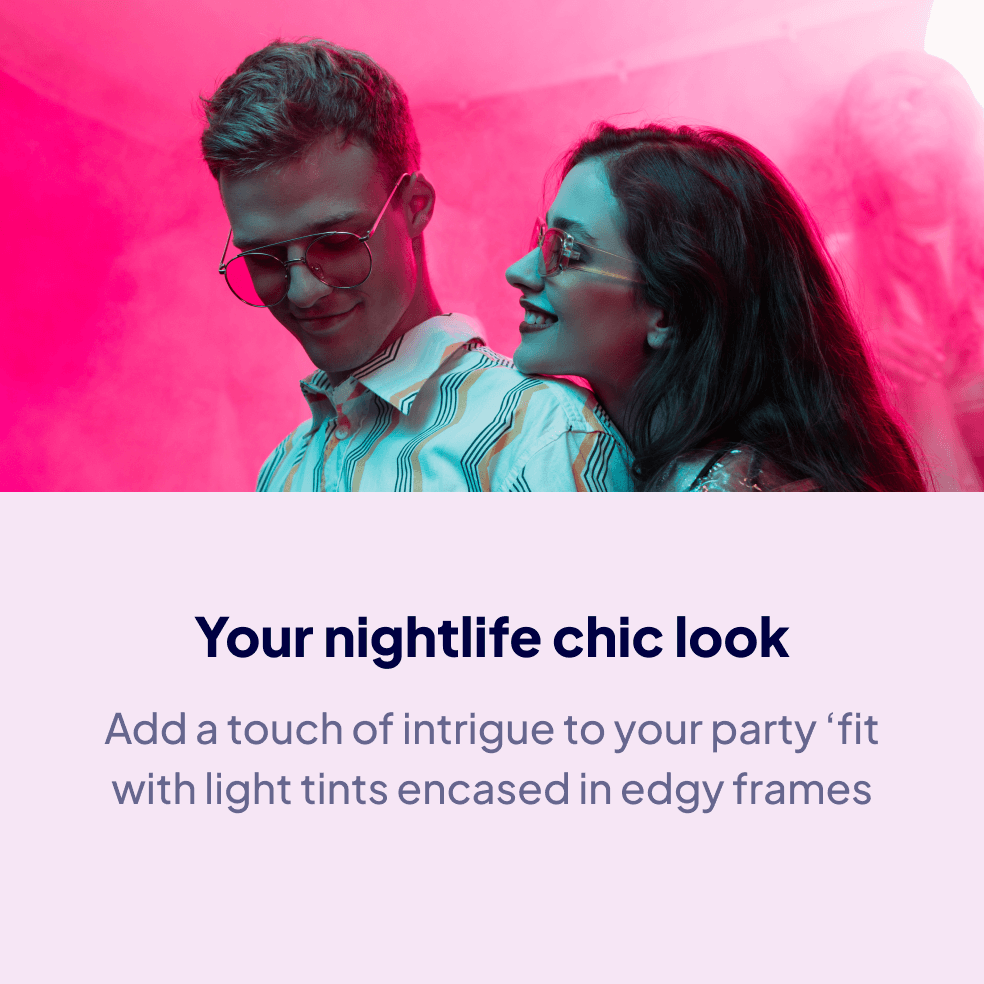 Your nightlife chic look
Add a touch of intrigue to your party ‘fit
with light tints encased in edgy frames